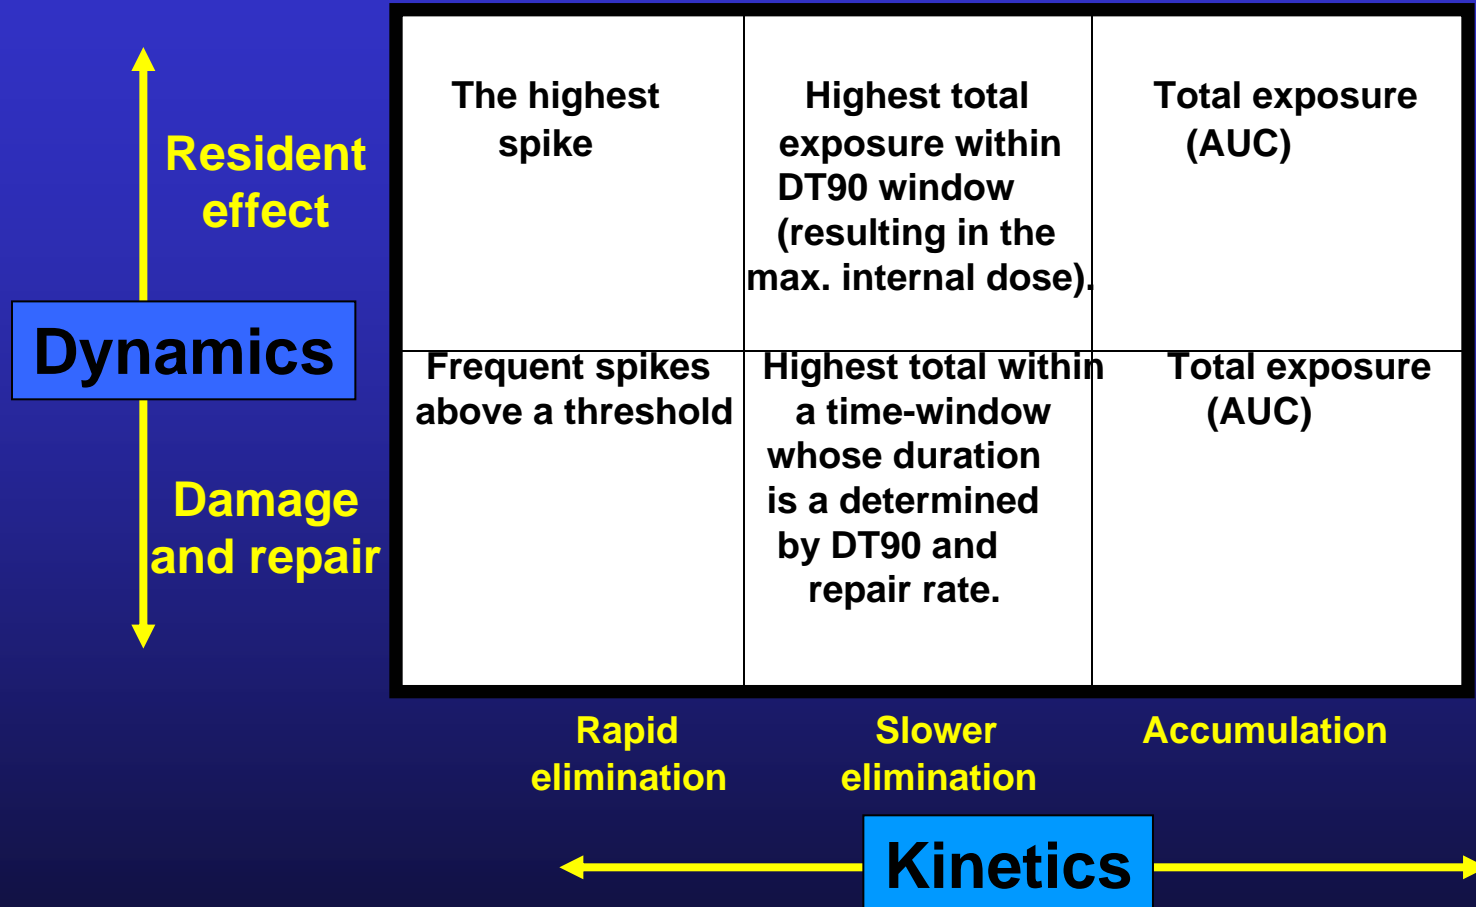 The highest
spike
Highest total
exposure within
DT90 window
(resulting in the
max. internal dose).
Total exposure
(AUC)
Resident
effect
Dynamics
Frequent spikes
above a threshold
Highest total within
a time-window
whose duration
is a determined
by DT90 and
repair rate.
Total exposure
(AUC)
Damage
and repair
Rapid
elimination
Slower
elimination
Accumulation
Kinetics